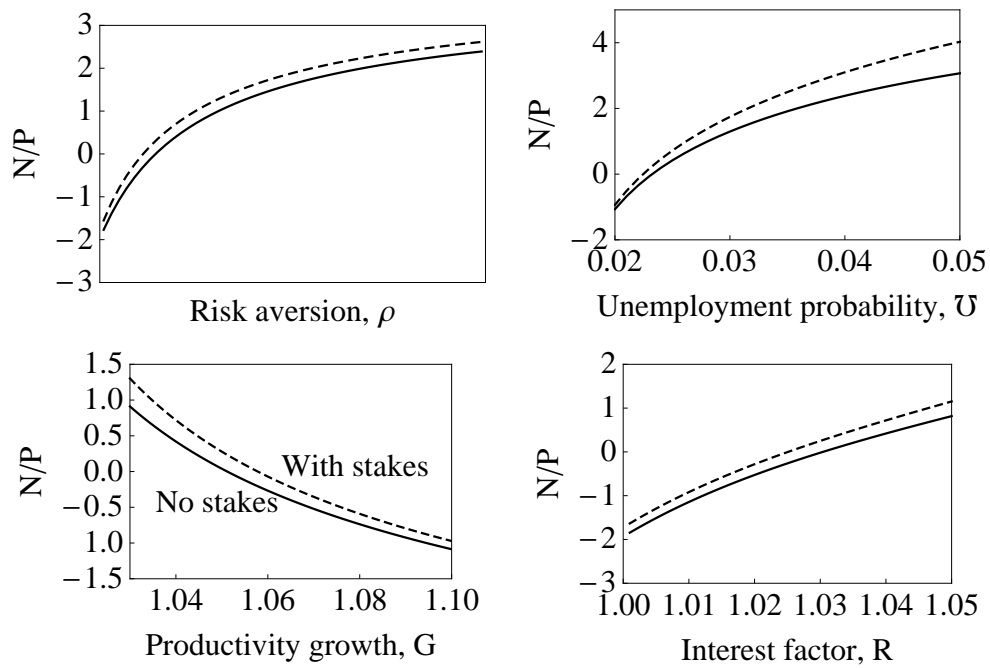 3
2
1
0
−1
−2
−3
N/P
Risk aversion, ρ
4
2
0
−2
N/P
0.02 0.03 0.04 0.05
Unemployment probability, ℧
1.5
1.0
0.5
0.0
−0.5
1.0
−1.5
N/P
With stakes
No stakes
1.04 1.06 1.08 1.10
Productivity growth, G
2
1
0
−1
−2
−3
N/P
1.00 1.01 1.02 1.03 1.04 1.05
Interest factor, R